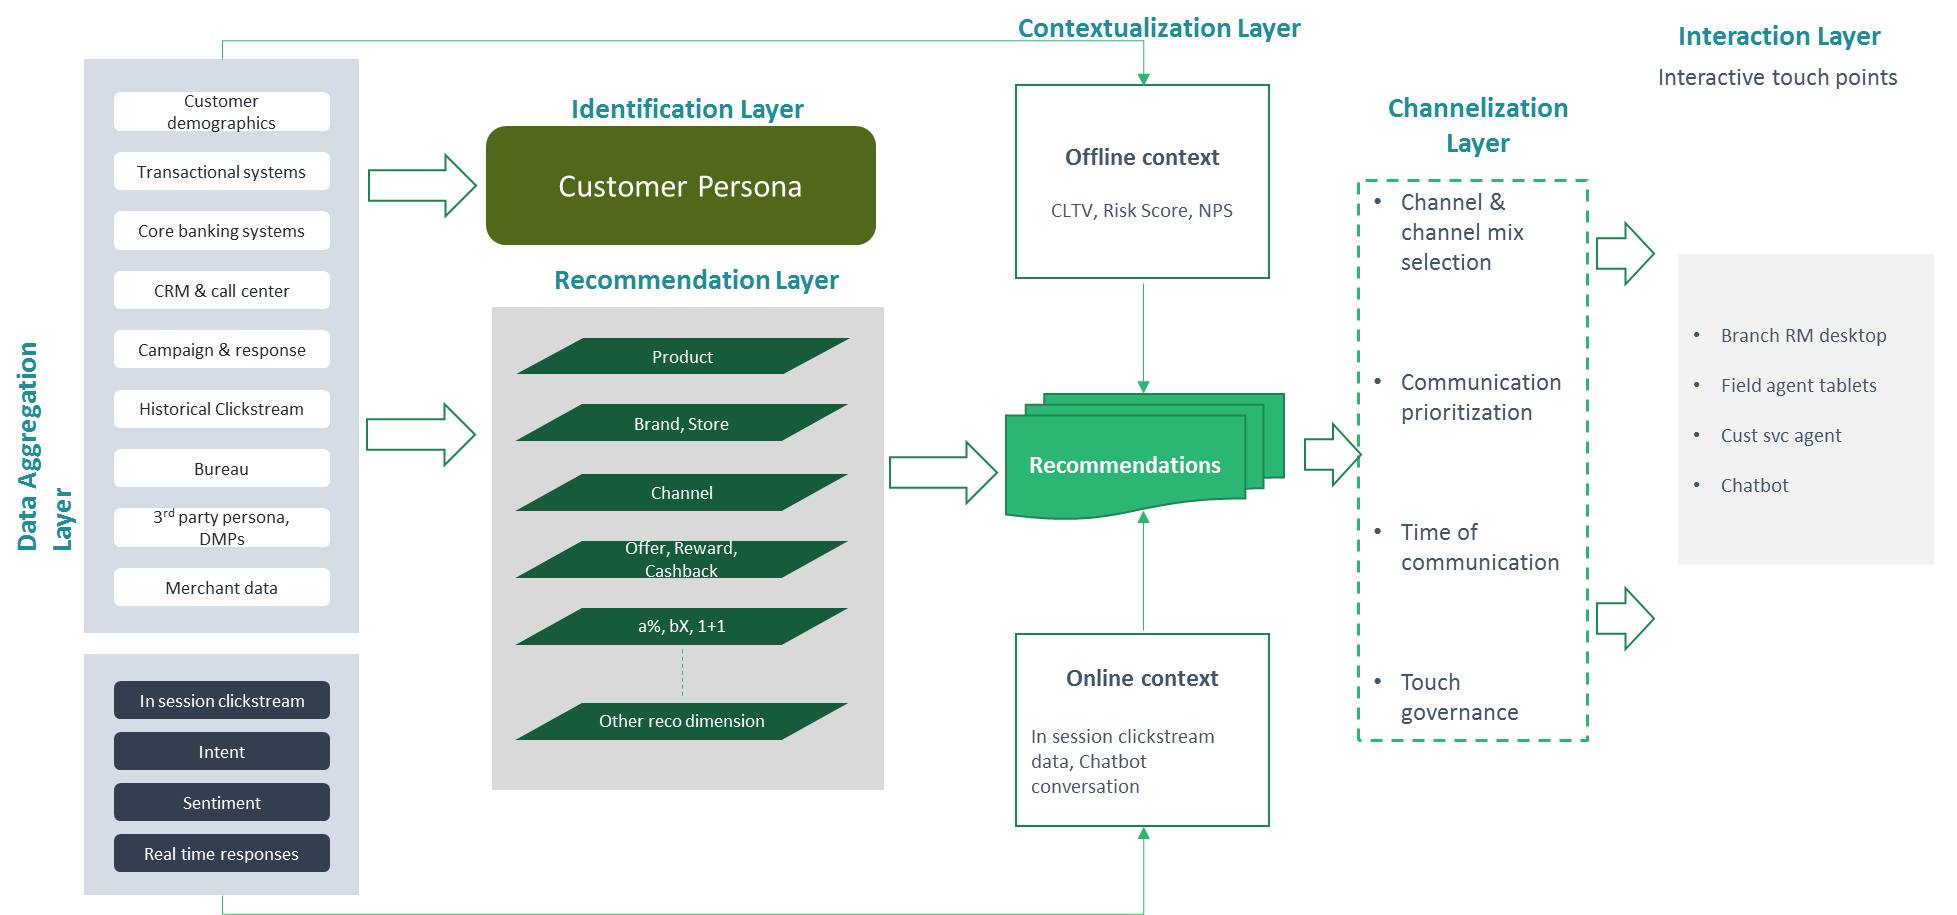 Data Aggregation
Layer
Customer
demographics
Transactional systems
Core banking systems
CRM & call center
Campaign & response
Historical Clickstream
Bureau
3rd party persona,
DMPs
Merchant data
In session clickstream
Intent
Sentiment
Real time responses
Identification Layer
Customer Persona
Recommendation Layer
Product
Brand, Store
Channel
Offer, Reward,
Cashback
a%, bX, 1+1
Other reco dimension
Contextualization Layer
Offline context
CLTV, Risk Score, NPS
Recommendations
Online context
In session clickstream
data, Chatbot
conversation
Channelization
Layer
• Channel &
channel mix
selection
• Communication
prioritization
• Time of
communication
• Touch
governance
Interaction Layer
Interactive touch points
• Branch RM desktop
• Field agent tablets
• Cust svc agent
• Chatbot